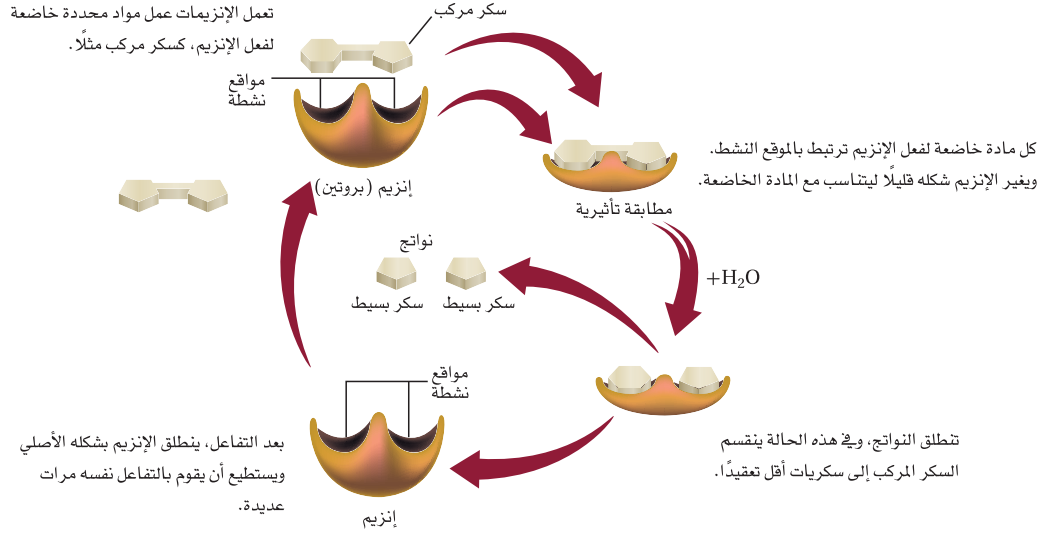 تعمل الإنزيمات عمل مواد محددة خاضعة
لفعل الإنزيم، كسكر مركب مثلًا.
سكر مركب
مواقع
نشطة
إنزيم (بروتين)
كل مادة خاضعة لفعل الإنزيم ترتبط بالموقع النشط.
ويغير الإنزيم شكله قليلًا ليتناسب مع المادة الخاضعة.
مطابقة تأثيرية
+H₂O
نواتج
سكر بسيط
سكر بسيط
تنطلق النواتج، وفي هذه الحالة ينقسم
السكر المركب إلى سكريات أقل تعقيدًا.
مواقع
نشطة
إنزيم
بعد التفاعل، ينطلق الإنزيم بشكله الأصلي
ويستطيع أن يقوم بالتفاعل نفسه مرات
عديدة.